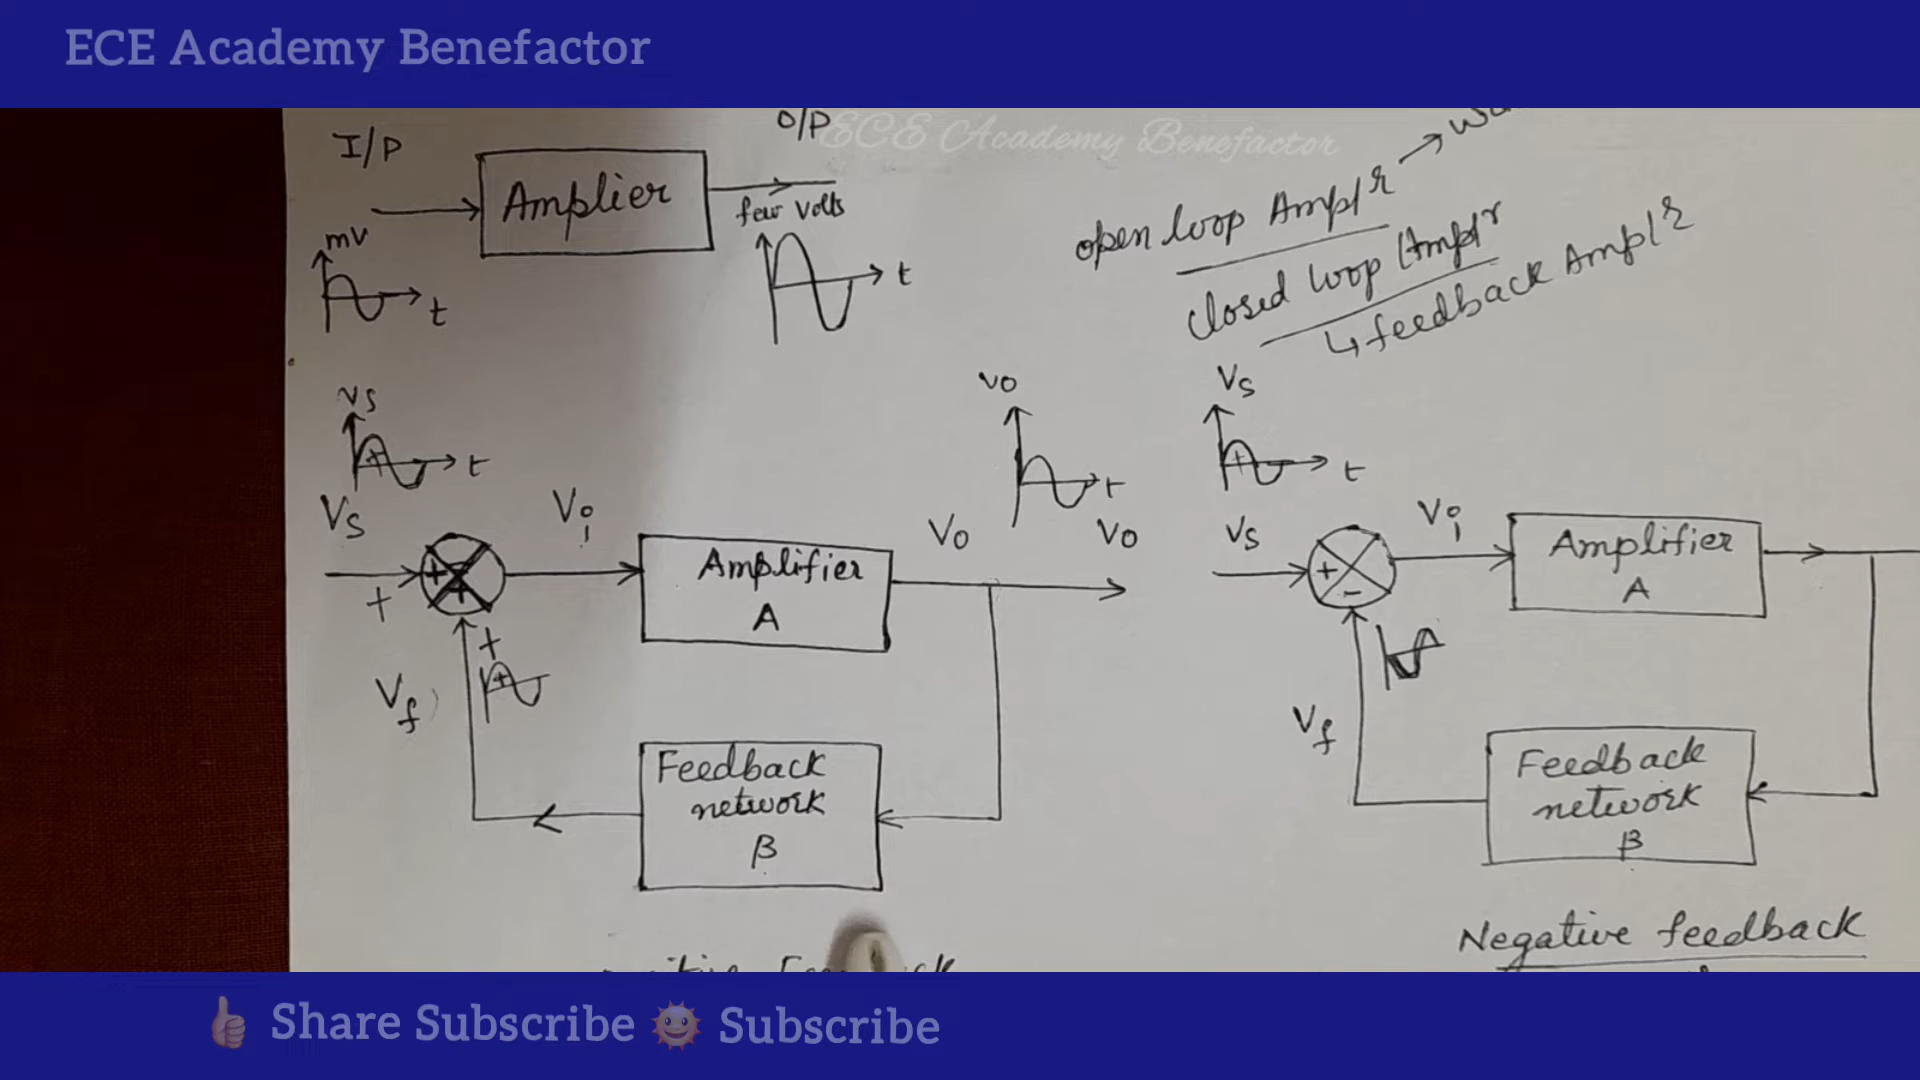 ECE Academy Benefactor
ECE Academy Benefactor
I/P
O/P
Amplier
few volts
mV
t
t
open loop Ampl r →
closed loop Ampl r
↳ feedback Ampl r
vs
t
Vs
+
+
+
Vi
Amplifier
A
Vo
vo
t
Vo
+
+
Vf
Feedback
network
β
Vs
+
t
Vs
+
-
Vi
Amplifier
A
Vf
Feedback
network
β
Negative feedback
👍 Share Subscribe 🌞 Subscribe